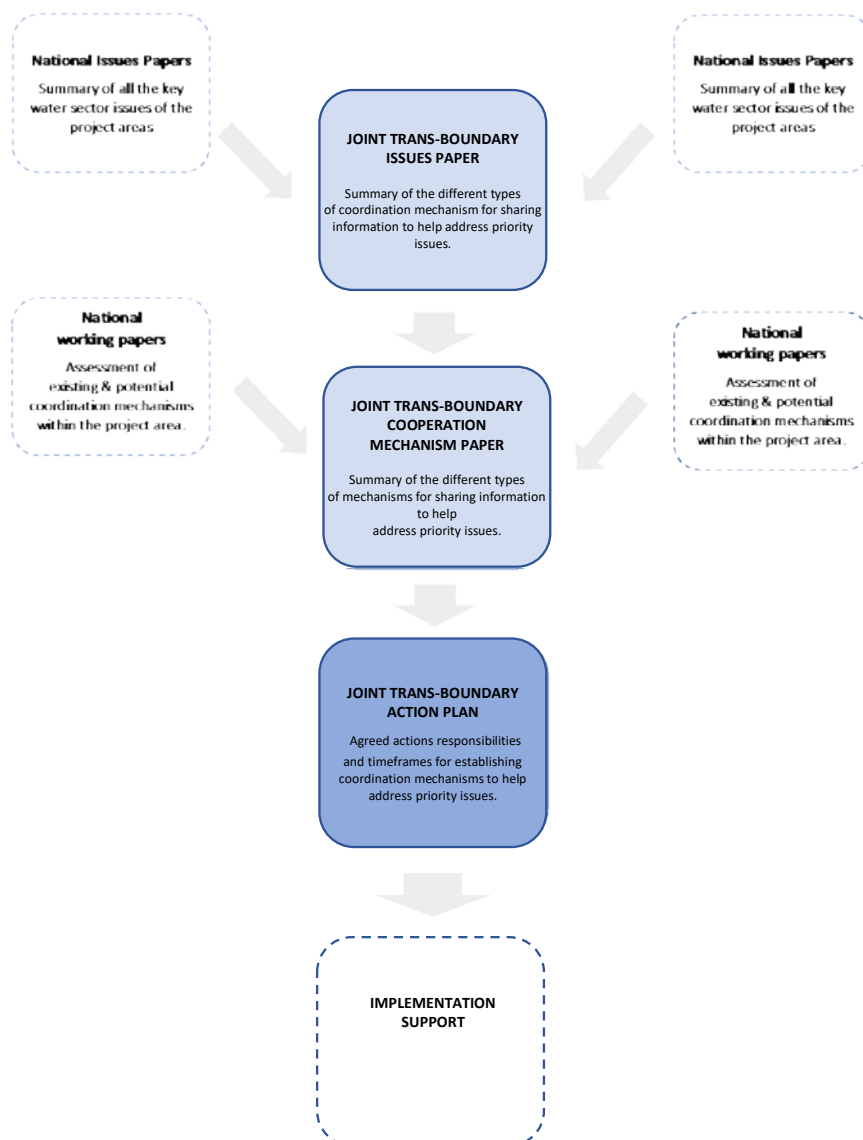 National Issues Papers
Summary of all the key
water sector issues of the
project areas
National Issues Papers
Summary of all the key
water sector issues of the
project areas
JOINT TRANS-BOUNDARY
ISSUES PAPER
Summary of the different types
of coordination mechanism for sharing
information to help address priority
issues.
National
working papers
Assessment of
existing & potential
coordination mechanisms
within the project area.
National
working papers
Assessment of
existing & potential
coordination mechanisms
within the project area.
JOINT TRANS-BOUNDARY
COOPERATION
MECHANISM PAPER
Summary of the different types
of mechanisms for sharing information
to help
address priority issues.
JOINT TRANS-BOUNDARY
ACTION PLAN
Agreed actions responsibilities
and timeframes for establishing
coordination mechanisms to help
address priority issues.
IMPLEMENTATION
SUPPORT